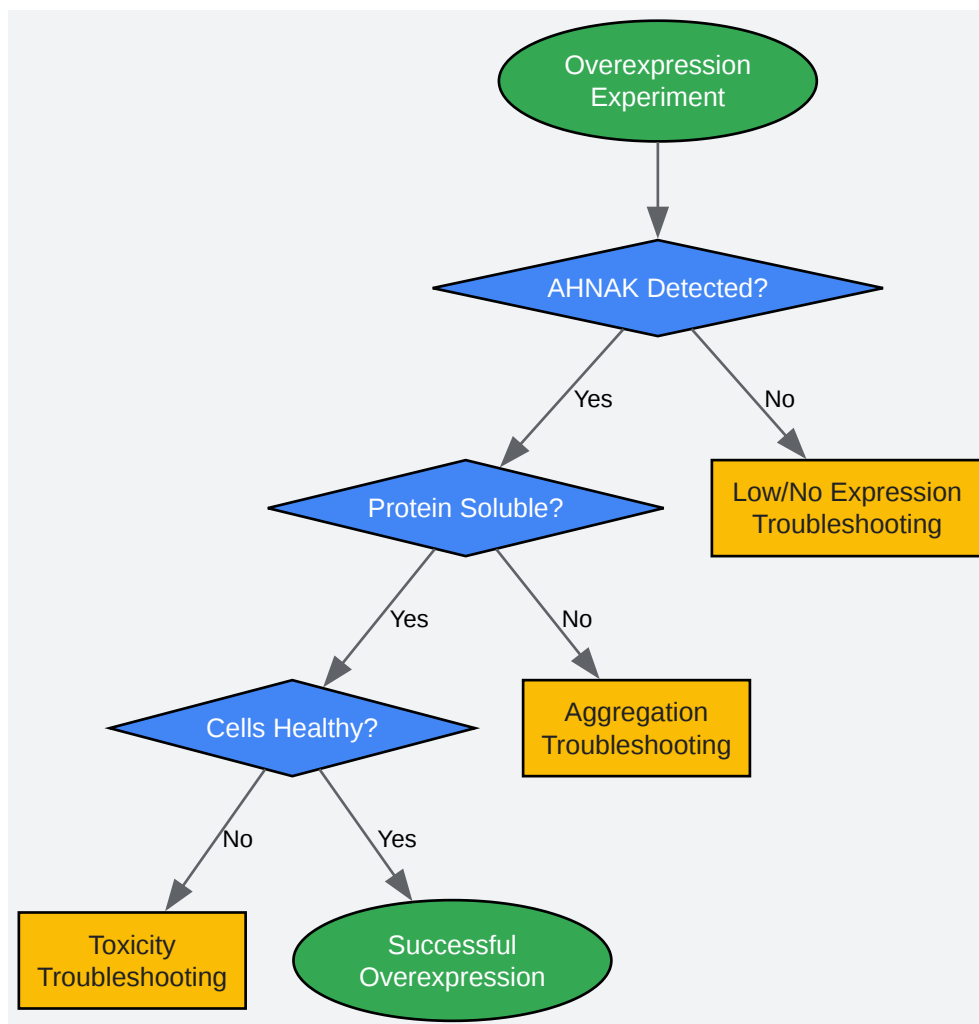 Overexpression
Experiment
AHNAK Detected?
Yes
No
Protein Soluble?
Low/No Expression
Troubleshooting
Yes
No
Cells Healthy?
Aggregation
Troubleshooting
No
Yes
Toxicity
Troubleshooting
Successful
Overexpression